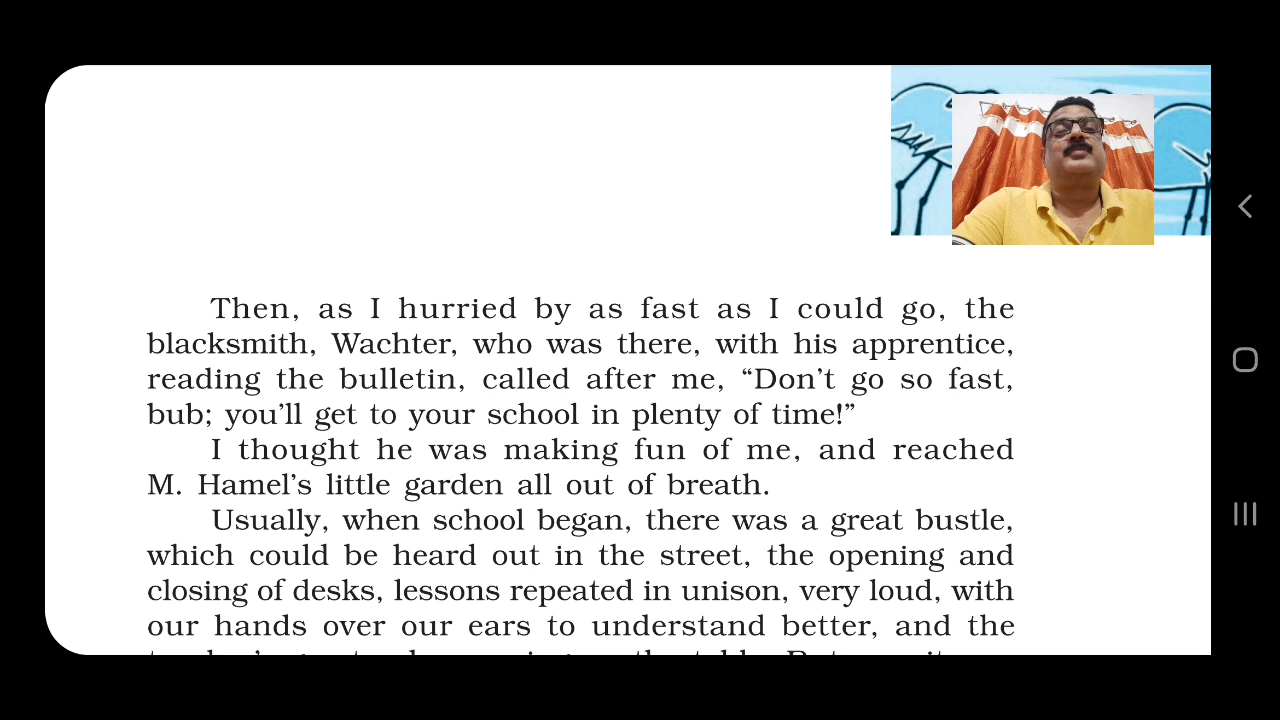 Then, as I hurried by as fast as I could go, the
blacksmith, Wachter, who was there, with his apprentice,
reading the bulletin, called after me, “Don’t go so fast,
bub; you’ll get to your school in plenty of time!”
I thought he was making fun of me, and reached
M. Hamel’s little garden all out of breath.
Usually, when school began, there was a great bustle,
which could be heard out in the street, the opening and
closing of desks, lessons repeated in unison, very loud, with
our hands over our ears to understand better, and the